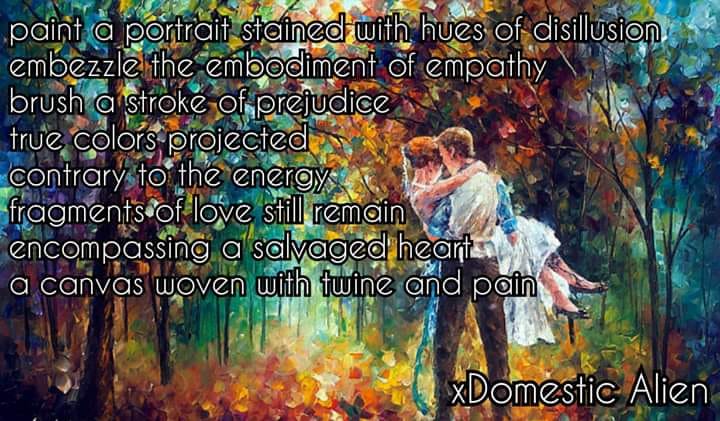 paint a portrait stained with hues of disillusion
embezzle the embodiment of empathy
brush a stroke of prejudice
true colors projected
contrary to the energy
fragments of love still remain
encompassing a salvaged heart
a canvas woven with twine and pain
xDomestic Alien